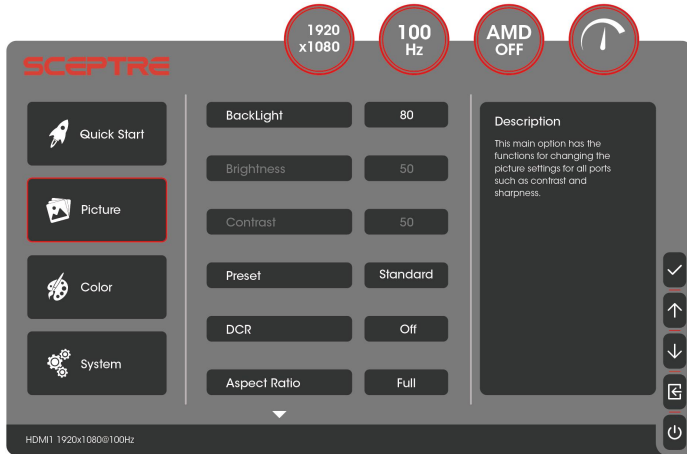 1920
x1080
100
Hz
AMD
OFF
SCEPTRE
Quick Start
Picture
Color
System
BackLight 80
Brightness 50
Contrast 50
Preset Standard
DCR Off
Aspect Ratio Full
Description
This main option has the
functions for changing the
picture settings for all ports
such as contrast and
sharpness.
HDMI1 1920x1080@100Hz